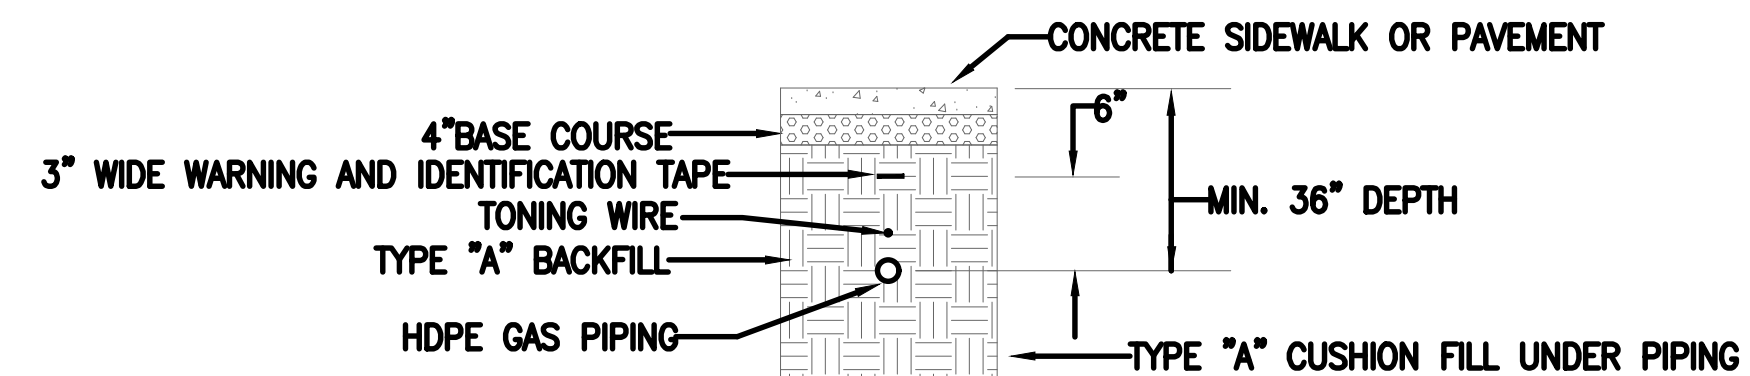 CONCRETE SIDEWALK OR PAVEMENT
6"
4"BASE COURSE
3" WIDE WARNING AND IDENTIFICATION TAPE
MIN. 36" DEPTH
TONING WIRE
TYPE "A" BACKFILL
HDPE GAS PIPING
TYPE "A" CUSHION FILL UNDER PIPING